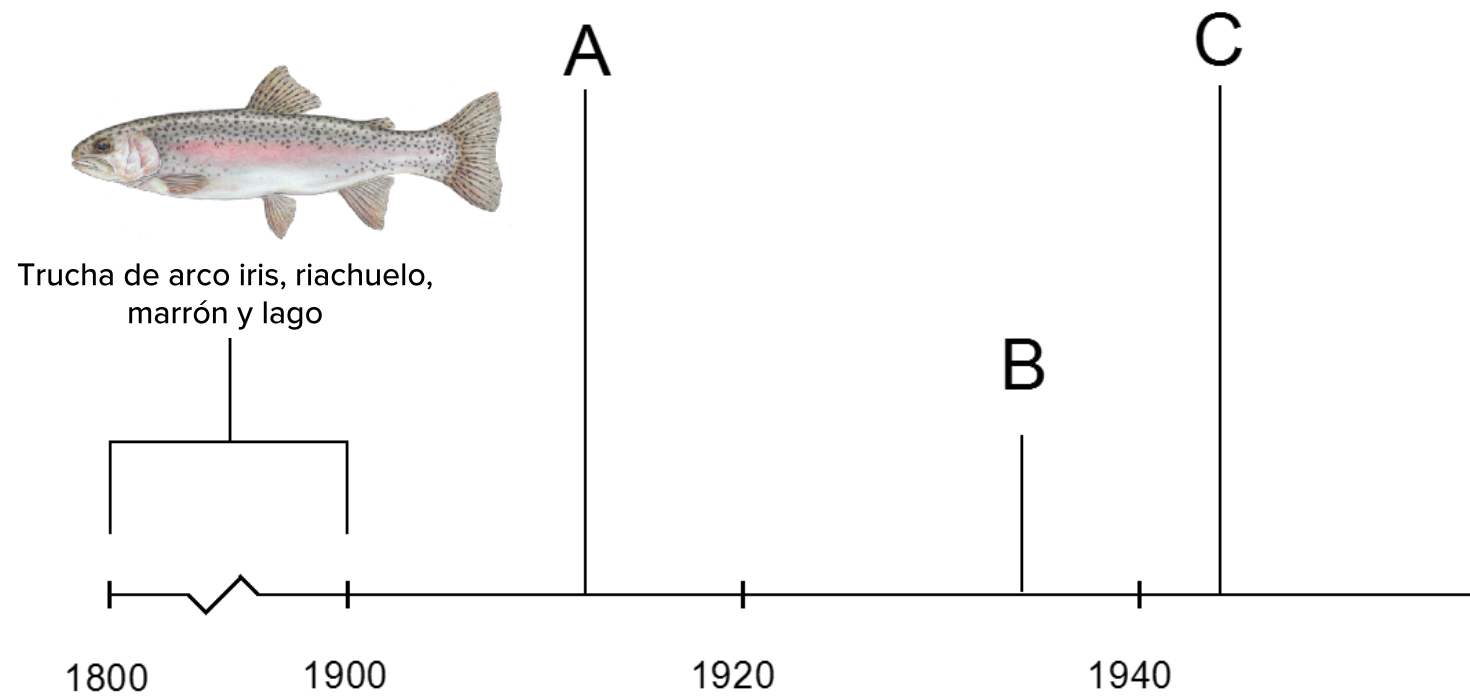 A
C
Trucha de arco iris, riachuelo,
marrón y lago
B
1800
1900
1920
1940